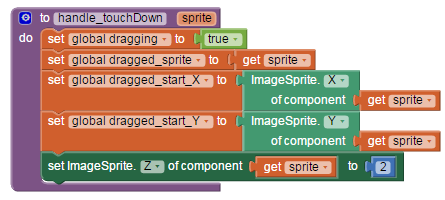 to handle_touchDown sprite
do set global dragging to true
set global dragged_sprite to get sprite
set global dragged_start_X to ImageSprite. X
of component get sprite
set global dragged_start_Y to ImageSprite. Y
of component get sprite
set ImageSprite. Z of component get sprite to 2